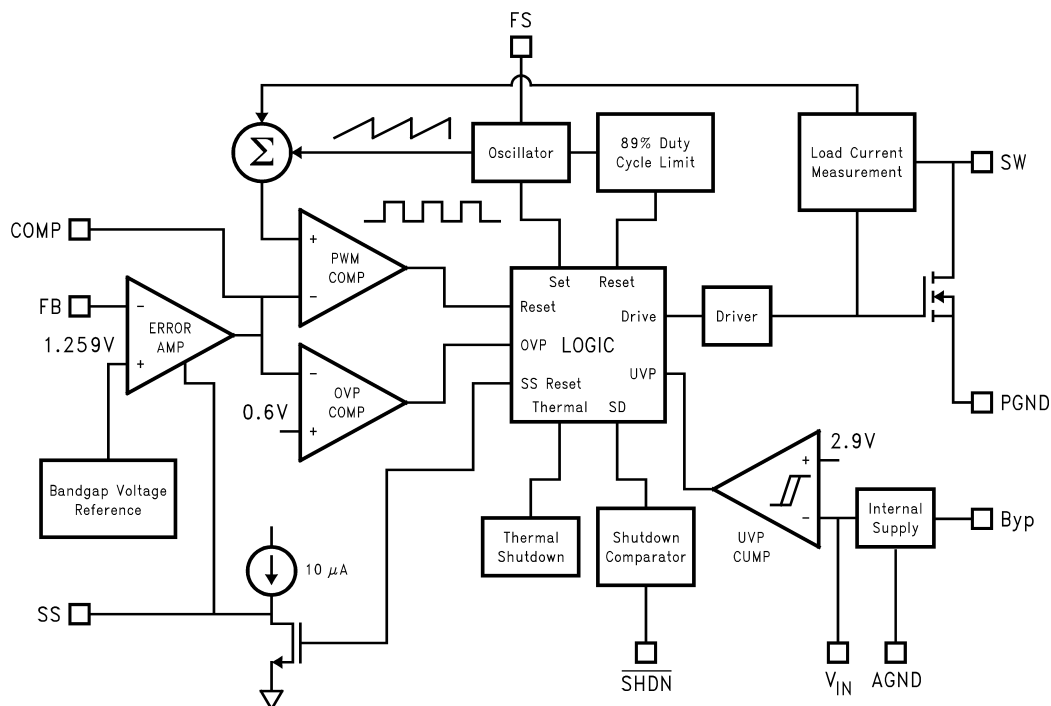 FS
Σ
Oscillator
89% Duty
Cycle Limit
Load Current
Measurement
SW
COMP
+
PWM
COMP
-
Set
Reset
Reset
Drive
Driver
FB
-
ERROR
AMP
1.259V
+
OVP
LOGIC
UVP
-
OVP
COMP
0.6V
+
SS Reset
Thermal
SD
PGND
2.9V
+
-
UVP
CUMP
Bandgap Voltage
Reference
Internal
Supply
Byp
Thermal
Shutdown
Shutdown
Comparator
10 μA
SS
SHDN
VIN
AGND